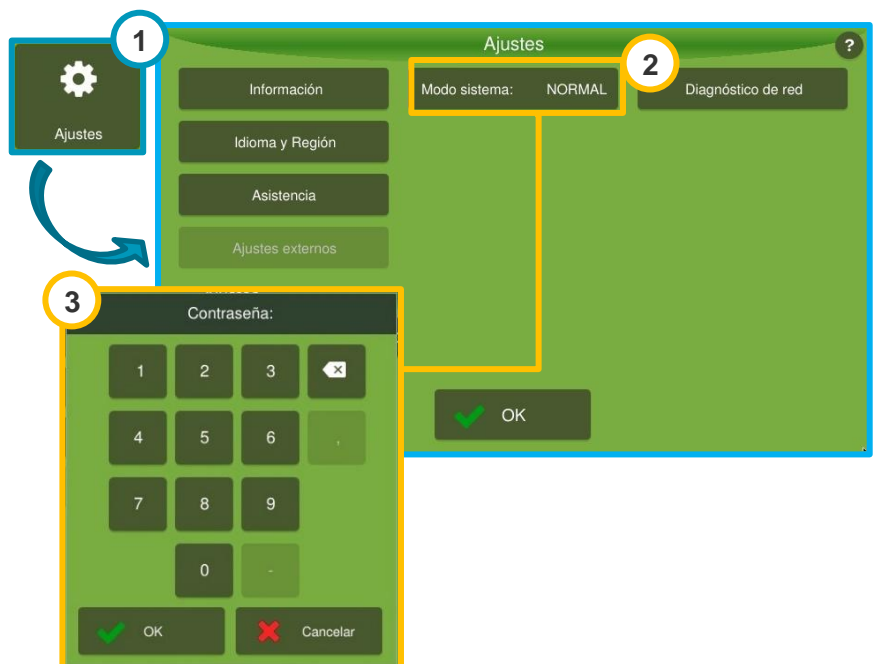 1
Ajustes
Ajustes
?
2
Información
Modo sistema: NORMAL
Diagnóstico de red
Idioma y Región
Asistencia
Ajustes externos
3
Contraseña:
1 2 3
4 5 6 ,
7 8 9
0 -
OK Cancelar
OK